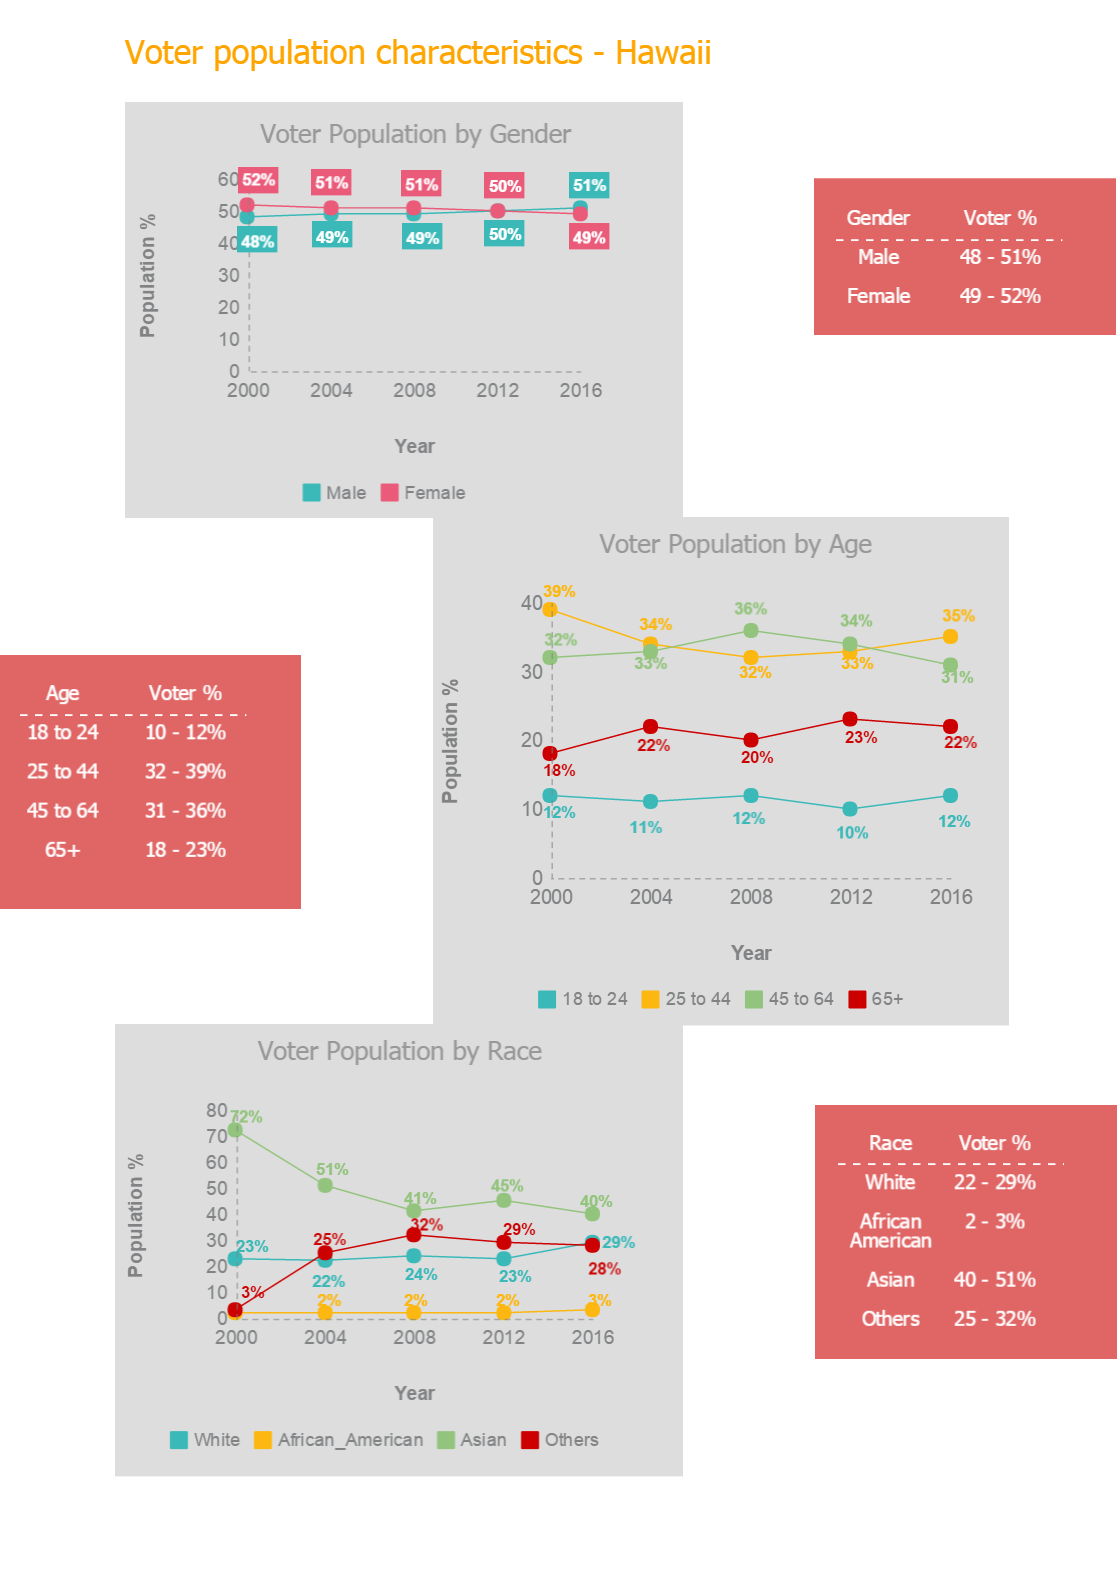 Voter population characteristics - Hawaii
Voter Population by Gender
Population %
60
50
40
30
20
10
0
52% 51% 51% 50% 51%
48% 49% 49% 50% 49%
2000 2004 2008 2012 2016
Year
Male Female
Gender Voter %
Male 48 - 51%
Female 49 - 52%
Voter Population by Age
Population %
40
30
20
10
0
39% 34% 32% 33% 35%
32% 33% 36% 34% 31%
18% 22% 20% 23% 22%
12% 11% 12% 10% 12%
2000 2004 2008 2012 2016
Year
18 to 24 25 to 44 45 to 64 65+
Age Voter %
18 to 24 10 - 12%
25 to 44 32 - 39%
45 to 64 31 - 36%
65+ 18 - 23%
Voter Population by Race
Population %
80
70
60
50
40
30
20
10
0
72% 51% 41% 45% 40%
3% 25% 32% 29% 28%
23% 22% 24% 23% 29%
2% 2% 2% 3%
2000 2004 2008 2012 2016
Year
White African_American Asian Others
Race Voter %
White 22 - 29%
African 2 - 3%
American
Asian 40 - 51%
Others 25 - 32%